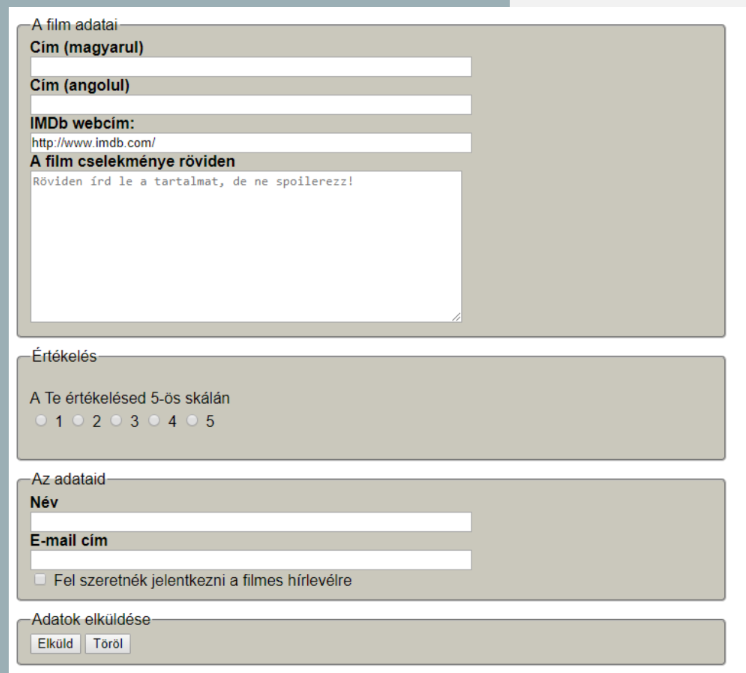 A film adatai
Cím (magyarul)
Cím (angolul)
IMDb webcím:
http://www.imdb.com/
A film cselekménye röviden
Röviden írd le a tartalmat, de ne spoilerezz!
Értékelés
A Te értékelésed 5-ös skálán
1 2 3 4 5
Az adataid
Név
E-mail cím
Fel szeretnék jelentkezni a filmes hírlevélre
Adatok elküldése
Elküld Töröl